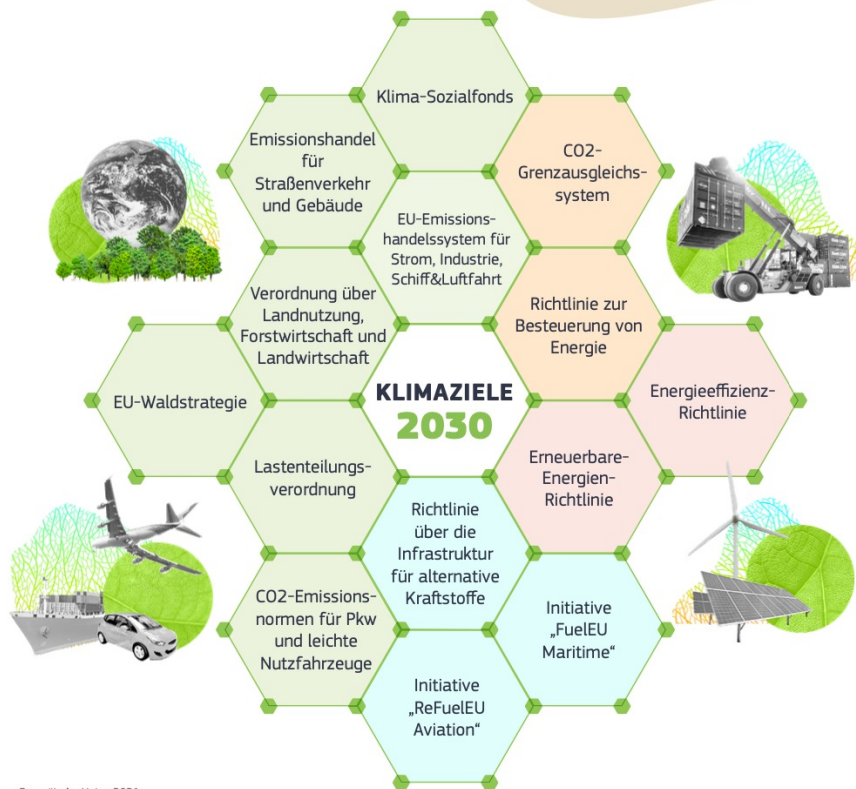 Klima-Sozialfonds
Emissionshandel
für
Straßenverkehr
und Gebäude
CO2-
Grenzausgleichs-
system
EU-Emissions-
handelssystem für
Strom, Industrie,
Schiff&Luftfahrt
Verordnung über
Landnutzung,
Forstwirtschaft und
Landwirtschaft
Richtlinie zur
Besteuerung von
Energie
EU-Waldstrategie
KLIMAZIELE
2030
Energieeffizienz-
Richtlinie
Lastenteilungs-
verordnung
Erneuerbare-
Energien-
Richtlinie
Richtlinie
über die
Infrastruktur
für alternative
Kraftstoffe
CO2-Emissions-
normen für Pkw
und leichte
Nutzfahrzeuge
Initiative
„FuelEU
Maritime“
Initiative
„ReFuelEU
Aviation“